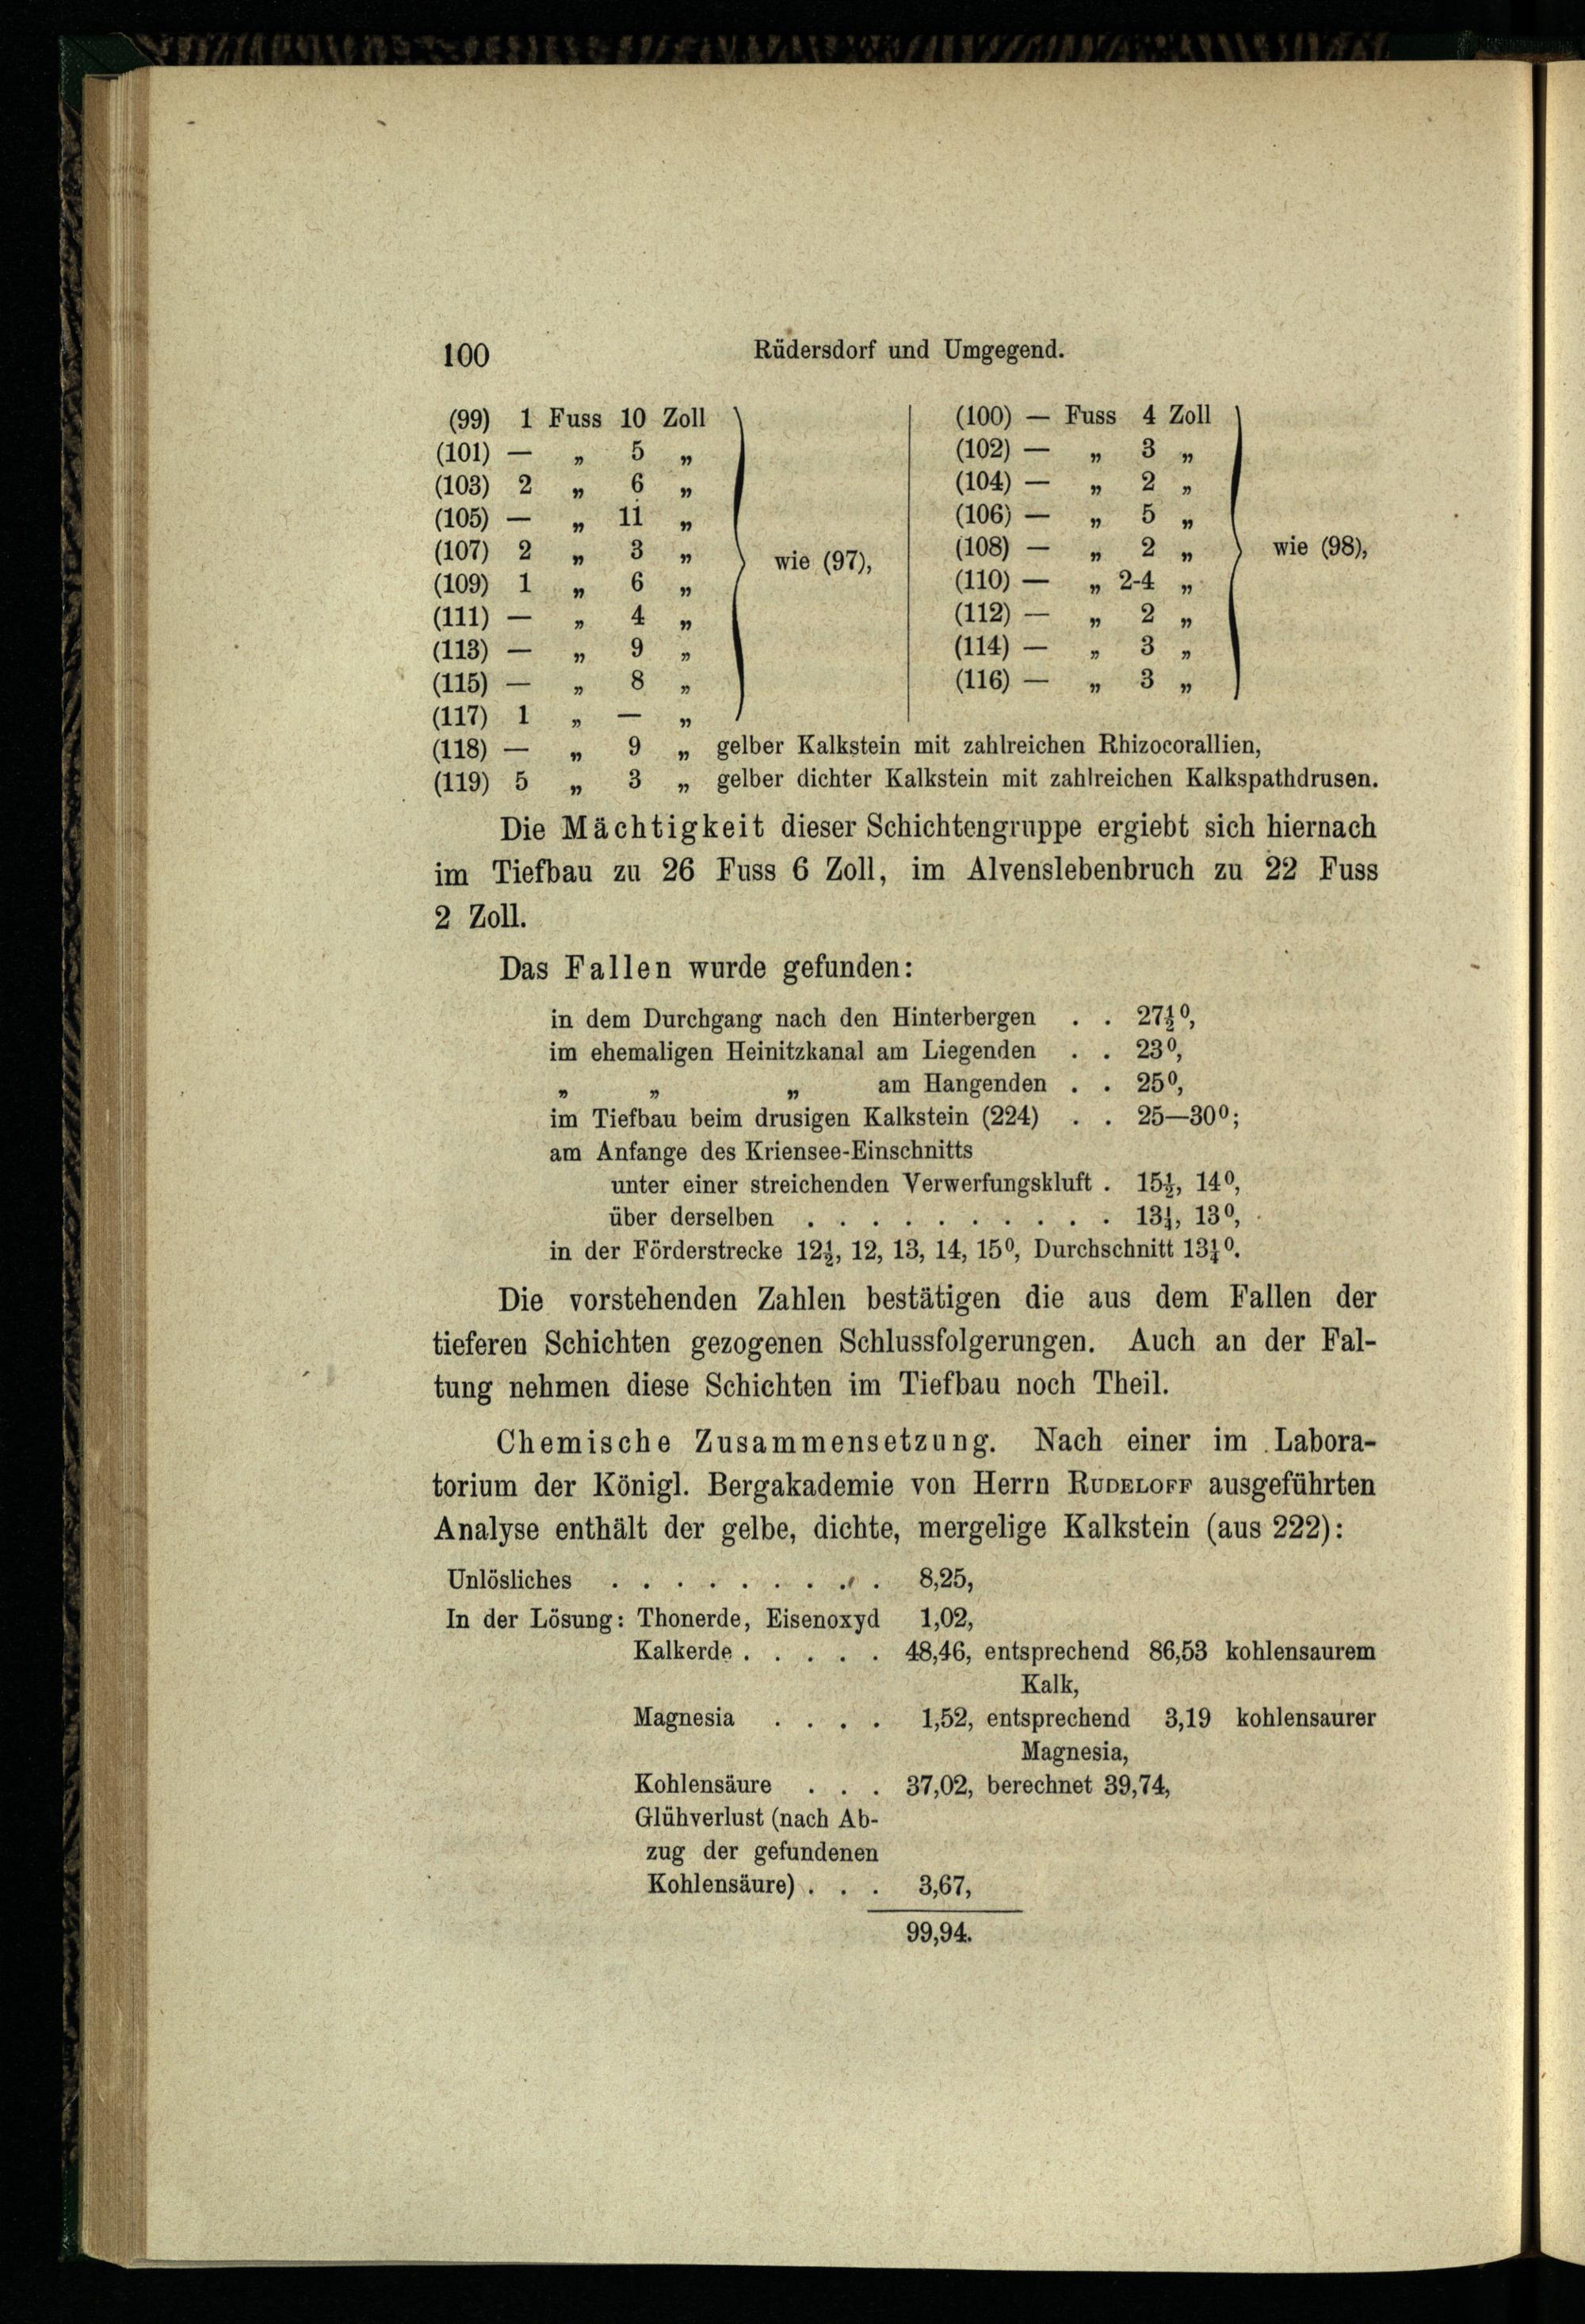 100 Rüdersdorf und Umgegend.
(99) 1 Fuss 10 Zoll
(101) — „ 5 „
(103) 2 „ 6 „
(105) — „ 11 „
(107) 2 „ 3 „
(109) 1 „ 6 „
(111) — „ 4 „
(113) — „ 9 „
(115) — „ 8 „
(117) 1 „ — „
wie (97),
(100) — Fuss 4 Zoll
(102) — „ 3 „
(104) — „ 2 „
(106) — „ 5 „
(108) — „ 2 „
(110) — „ 2-4 „
(112) — „ 2 „
(114) — „ 3 „
(116) — „ 3 „
wie (98),
(118) — „ 9 „ gelber Kalkstein mit zahlreichen Rhizocorallien,
(119) 5 „ 3 „ gelber dichter Kalkstein mit zahlreichen Kalkspathdrusen.
Die Mächtigkeit dieser Schichtengruppe ergiebt sich hiernach
im Tiefbau zu 26 Fuss 6 Zoll, im Alvenslebenbruch zu 22 Fuss
2 Zoll.
Das Fallen wurde gefunden:
in dem Durchgang nach den Hinterbergen . . 27½°,
im ehemaligen Heinitzkanal am Liegenden . . 23°,
„ „ „ am Hangenden . . 25°,
im Tiefbau beim drusigen Kalkstein (224) . . 25—30°;
am Anfange des Kriensee-Einschnitts
unter einer streichenden Verwerfungskluft . 15½, 14°,
über derselben . . . . . . . . . . 13½, 13°,
in der Förderstrecke 12½, 12, 13, 14, 15°, Durchschnitt 13½°.
Die vorstehenden Zahlen bestätigen die aus dem Fallen der
tieferen Schichten gezogenen Schlussfolgerungen. Auch an der Fal-
tung nehmen diese Schichten im Tiefbau noch Theil.
Chemische Zusammensetzung. Nach einer im Labora-
torium der Königl. Bergakademie von Herrn RUDELOFF ausgeführten
Analyse enthält der gelbe, dichte, mergelige Kalkstein (aus 222):
Unlösliches . . . . . . . . . 8,25,
In der Lösung: Thonerde, Eisenoxyd 1,02,
Kalkerde . . . . . 48,46, entsprechend 86,53 kohlensaurem
Kalk,
Magnesia . . . . 1,52, entsprechend 3,19 kohlensaurer
Magnesia,
Kohlensäure . . . 37,02, berechnet 39,74,
Glühverlust (nach Ab-
zug der gefundenen
Kohlensäure) . . . 3,67,
99,94.